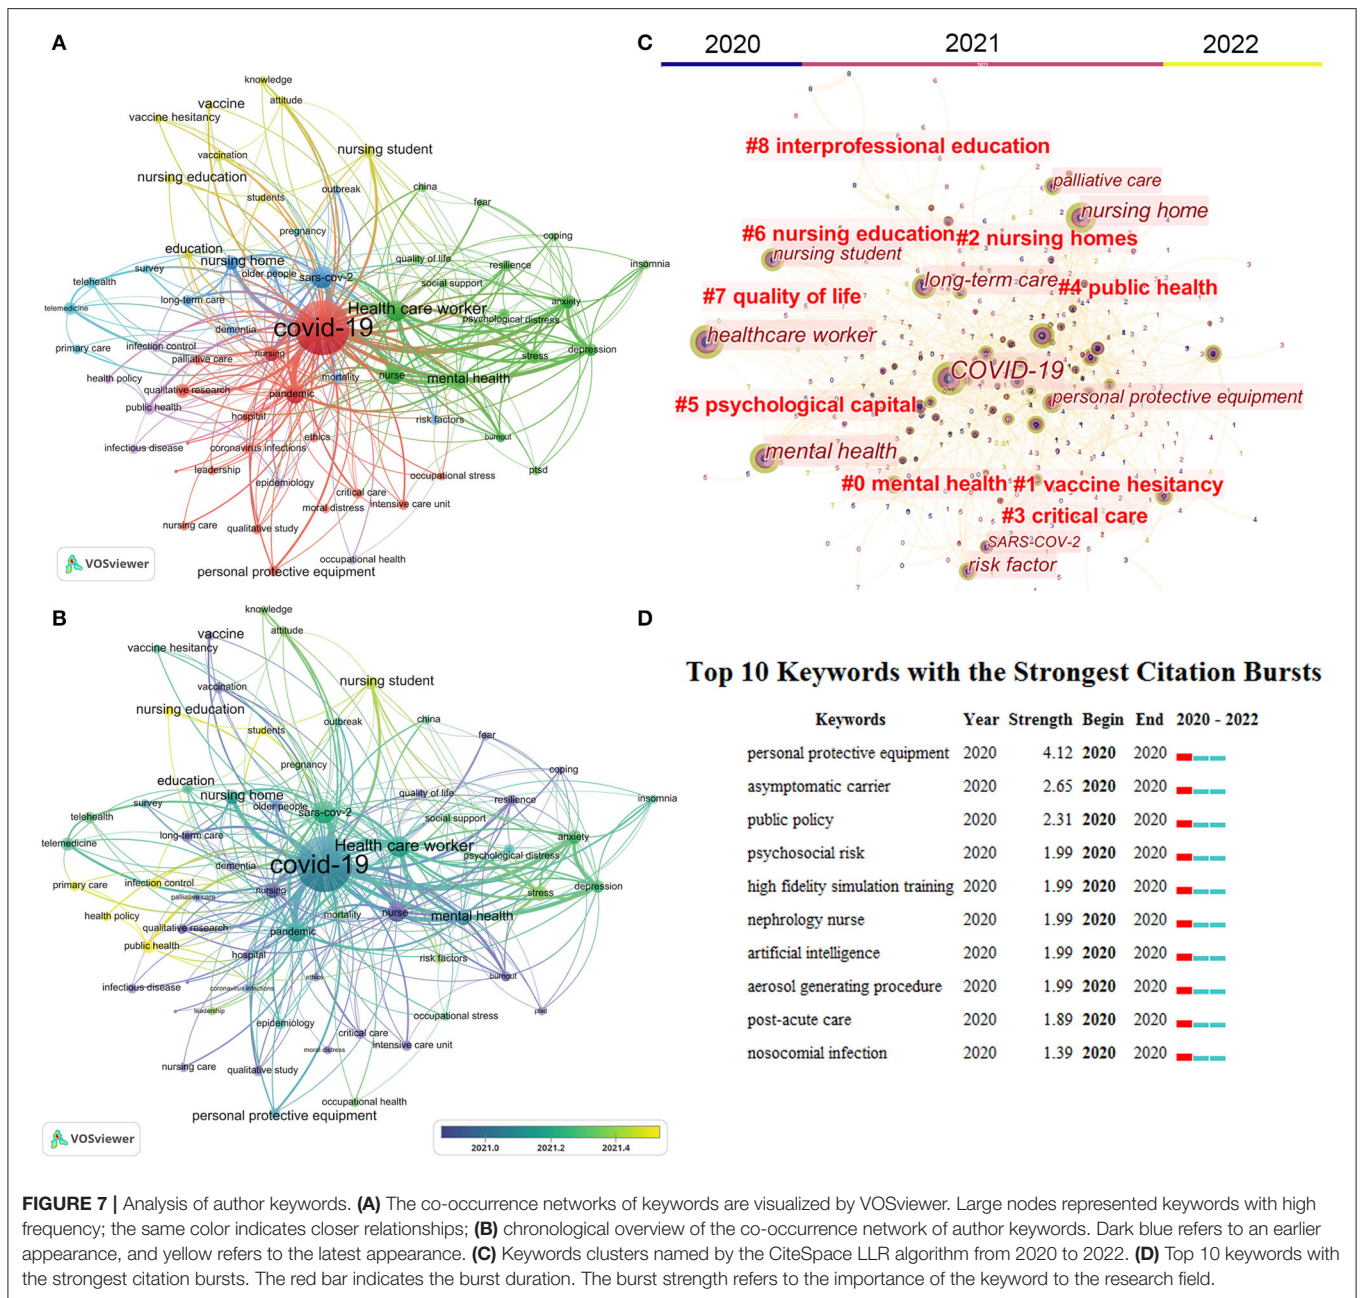 A
knowledge
attitude
vaccine
vaccine hesitancy
nursing student
vaccination
nursing education
students
outbreak
china
fear
pregnancy
coping
education
nursing home
older people
sars-cov-2
quality of life
resilience
insomnia
survey
telehealth
social support
long-term care
telemedicine
Health care worker
anxiety
psychological distress
covid-19
dementia
primary care
infection control
palliative care
nursing
stress
depression
health policy
mortality
nurse
mental health
qualitative research
pandemic
public health
hospital
risk factors
ethics
burnout
infectious disease
coronavirus infections
leadership
epidemiology
occupational stress
ptsd
critical care
moral distress
intensive care unit
nursing care
qualitative study
occupational health
personal protective equipment
VOSviewer
C
2020
2021
2022
#8 interprofessional education
palliative care
nursing home
#6 nursing education
#2 nursing homes
nursing student
long-term care
#4 public health
#7 quality of life
healthcare worker
COVID-19
personal protective equipment
#5 psychological capital
mental health
#0 mental health
#1 vaccine hesitancy
#3 critical care
SARS-COV-2
risk factor
B
knowledge
attitude
vaccine
vaccine hesitancy
nursing student
vaccination
nursing education
students
outbreak
china
fear
pregnancy
coping
education
nursing home
older people
sars-cov-2
quality of life
resilience
insomnia
survey
telehealth
social support
long-term care
telemedicine
Health care worker
anxiety
psychological distress
covid-19
dementia
primary care
infection control
palliative care
nursing
stress
depression
health policy
mortality
nurse
mental health
qualitative research
pandemic
public health
hospital
risk factors
ethics
burnout
infectious disease
coronavirus infections
leadership
epidemiology
occupational stress
ptsd
critical care
moral distress
intensive care unit
nursing care
qualitative study
occupational health
personal protective equipment
VOSviewer
2021.0 2021.2 2021.4
D
Top 10 Keywords with the Strongest Citation Bursts
Keywords Year Strength Begin End 2020 - 2022
personal protective equipment 2020 4.12 2020 2020
asymptomatic carrier 2020 2.65 2020 2020
public policy 2020 2.31 2020 2020
psychosocial risk 2020 1.99 2020 2020
high fidelity simulation training 2020 1.99 2020 2020
nephrology nurse 2020 1.99 2020 2020
artificial intelligence 2020 1.99 2020 2020
aerosol generating procedure 2020 1.99 2020 2020
post-acute care 2020 1.89 2020 2020
nosocomial infection 2020 1.39 2020 2020
FIGURE 7 | Analysis of author keywords. (A) The co-occurrence networks of keywords are visualized by VOSviewer. Large nodes represented keywords with high
frequency; the same color indicates closer relationships; (B) chronological overview of the co-occurrence network of author keywords. Dark blue refers to an earlier
appearance, and yellow refers to the latest appearance. (C) Keywords clusters named by the CiteSpace LLR algorithm from 2020 to 2022. (D) Top 10 keywords with
the strongest citation bursts. The red bar indicates the burst duration. The burst strength refers to the importance of the keyword to the research field.